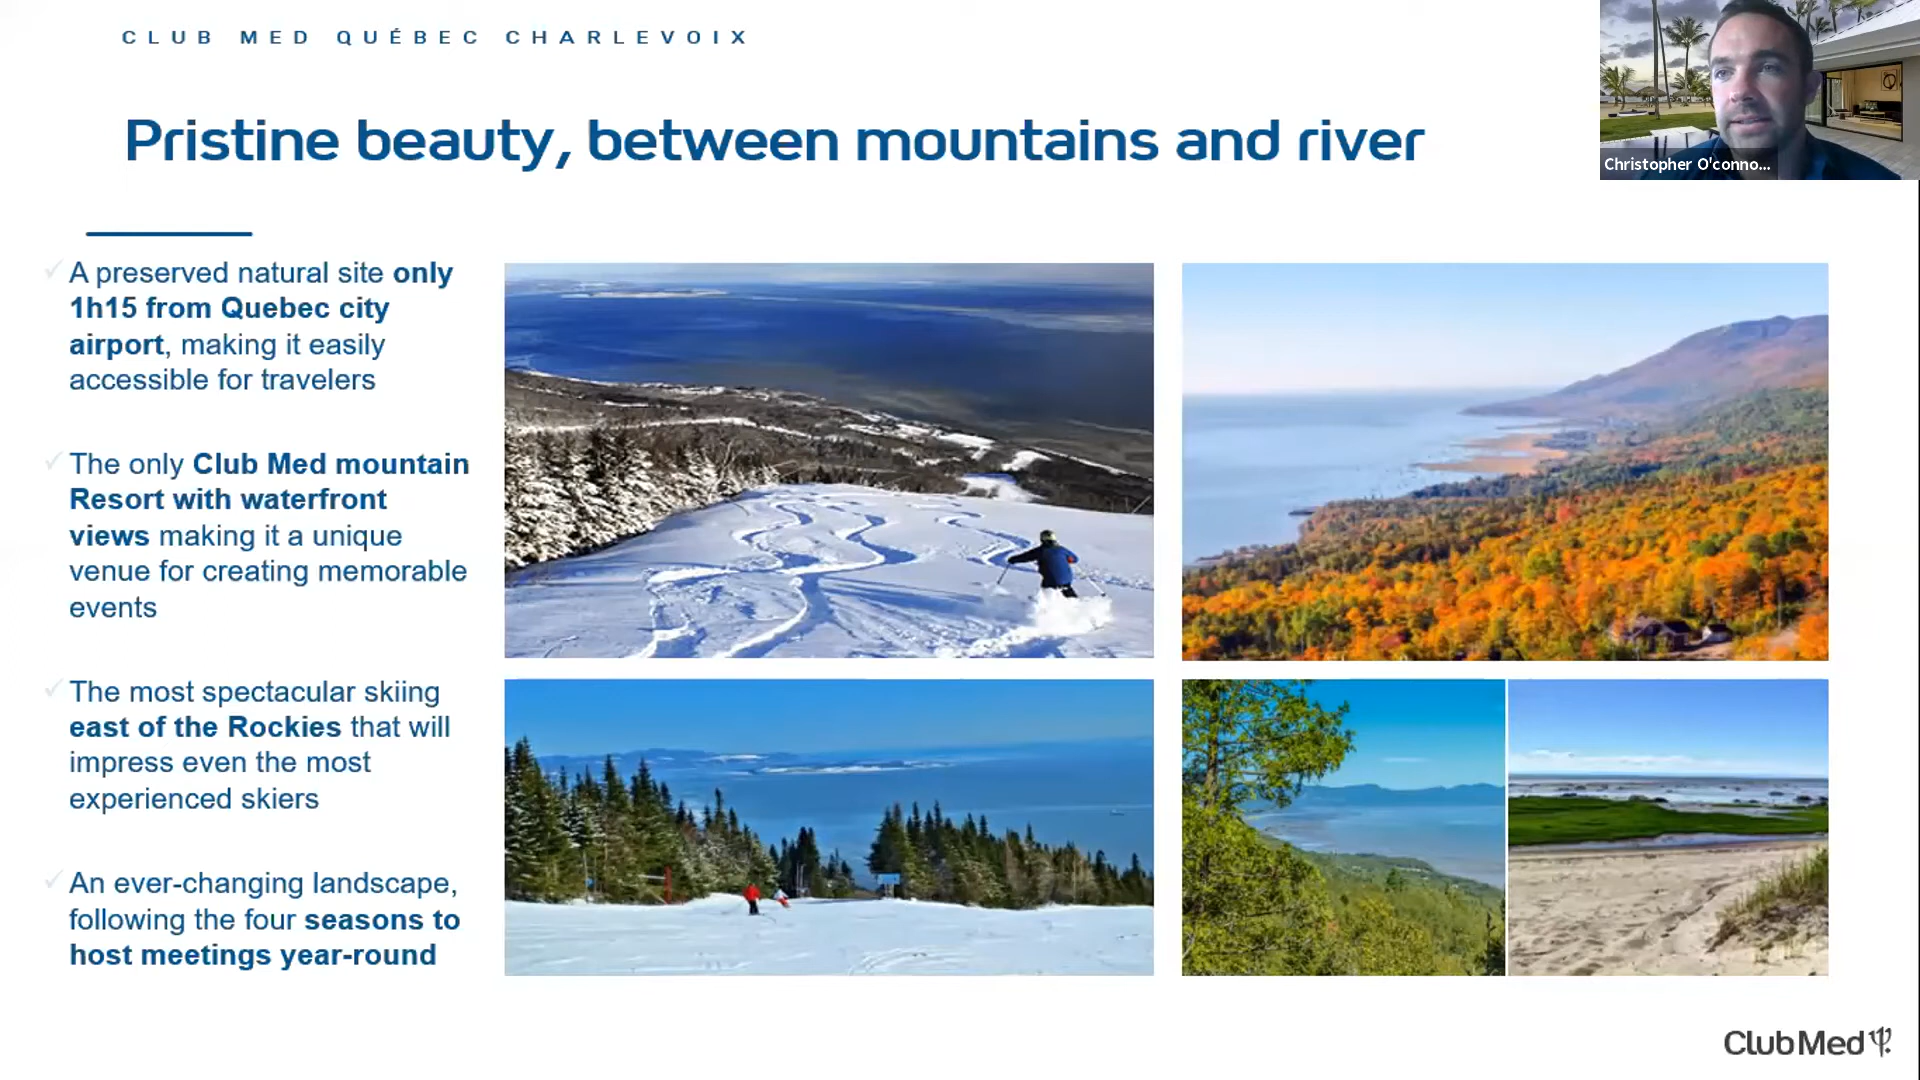 CLUB MED QUÉBEC CHARLEVOIX
Pristine beauty, between mountains and river
Christopher O'conno...
A preserved natural site only
1h15 from Quebec city
airport, making it easily
accessible for travelers
The only Club Med mountain
Resort with waterfront
views making it a unique
venue for creating memorable
events
The most spectacular skiing
east of the Rockies that will
impress even the most
experienced skiers
An ever-changing landscape,
following the four seasons to
host meetings year-round
Club Med